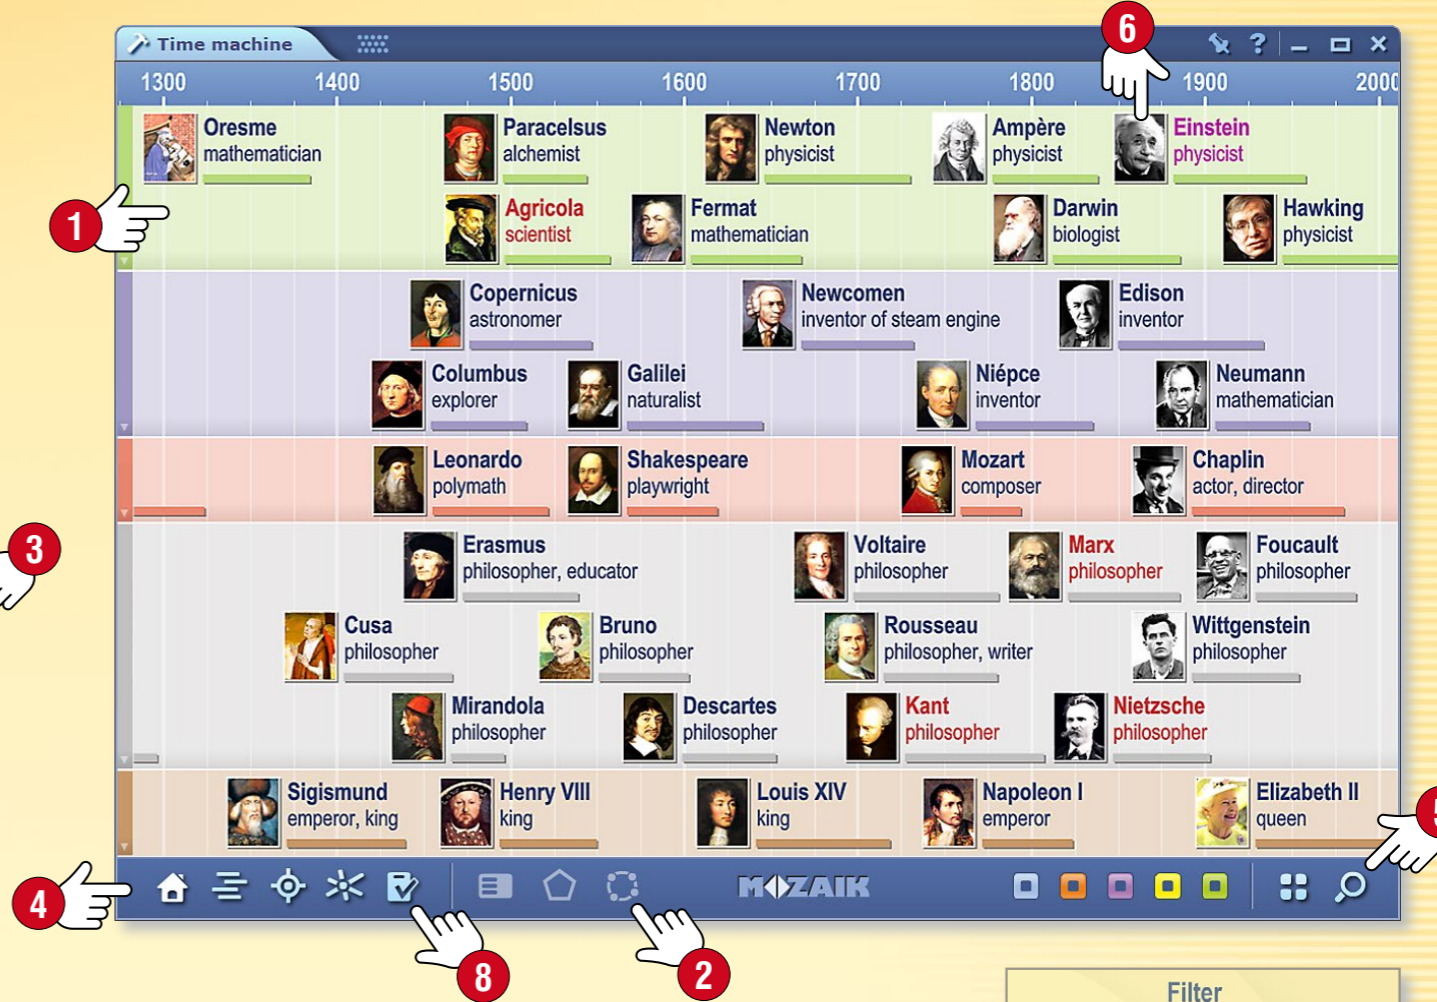 6
Time machine
?
1300 1400 1500 1600 1700 1800 1900 2000
Oresme
mathematician
Paracelsus
alchemist
Newton
physicist
Ampère
physicist
Einstein
physicist
1
Agricola
scientist
Fermat
mathematician
Darwin
biologist
Hawking
physicist
Copernicus
astronomer
Newcomen
inventor of steam engine
Edison
inventor
Columbus
explorer
Galilei
naturalist
Niépce
inventor
Neumann
mathematician
Leonardo
polymath
Shakespeare
playwright
Mozart
composer
Chaplin
actor, director
3
Erasmus
philosopher, educator
Voltaire
philosopher
Marx
philosopher
Foucault
philosopher
Cusa
philosopher
Bruno
philosopher
Rousseau
philosopher, writer
Wittgenstein
philosopher
Mirandola
philosopher
Descartes
philosopher
Kant
philosopher
Nietzsche
philosopher
Sigismund
emperor, king
Henry VIII
king
Louis XIV
king
Napoleon I
emperor
Elizabeth II
queen
5
4
MOZAIK
8
2
Filter